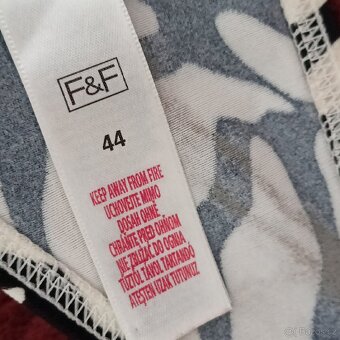 F&F
44
KEEP AWAY FROM FIRE
UCHOVEJTE MIMO
DOSAH OHNĚ
CHRÁŇTE PRED OHŇOM
NIE ZBLIŻAĆ DO OGNIA
TŰZTŐL TÁVOL TARTANDÓ
ATEŞTEN UZAK TUTUNUZ